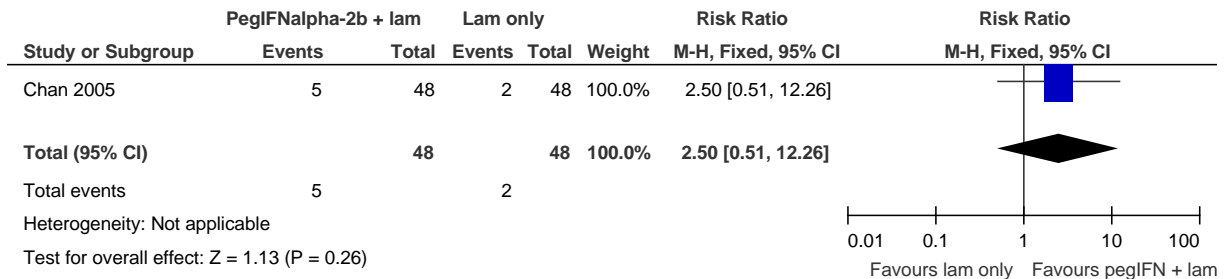 PegIFNalpha-2b + lam Lam only Risk Ratio Risk Ratio
Study or Subgroup Events Total Events Total Weight M-H, Fixed, 95% CI M-H, Fixed, 95% CI
Chan 2005 5 48 2 48 100.0% 2.50 [0.51, 12.26]
Total (95% CI) 48 48 100.0% 2.50 [0.51, 12.26]
Total events 5 2
Heterogeneity: Not applicable
Test for overall effect: Z = 1.13 (P = 0.26)
0.01 0.1 1 10 100
Favours lam only Favours pegIFN + lam